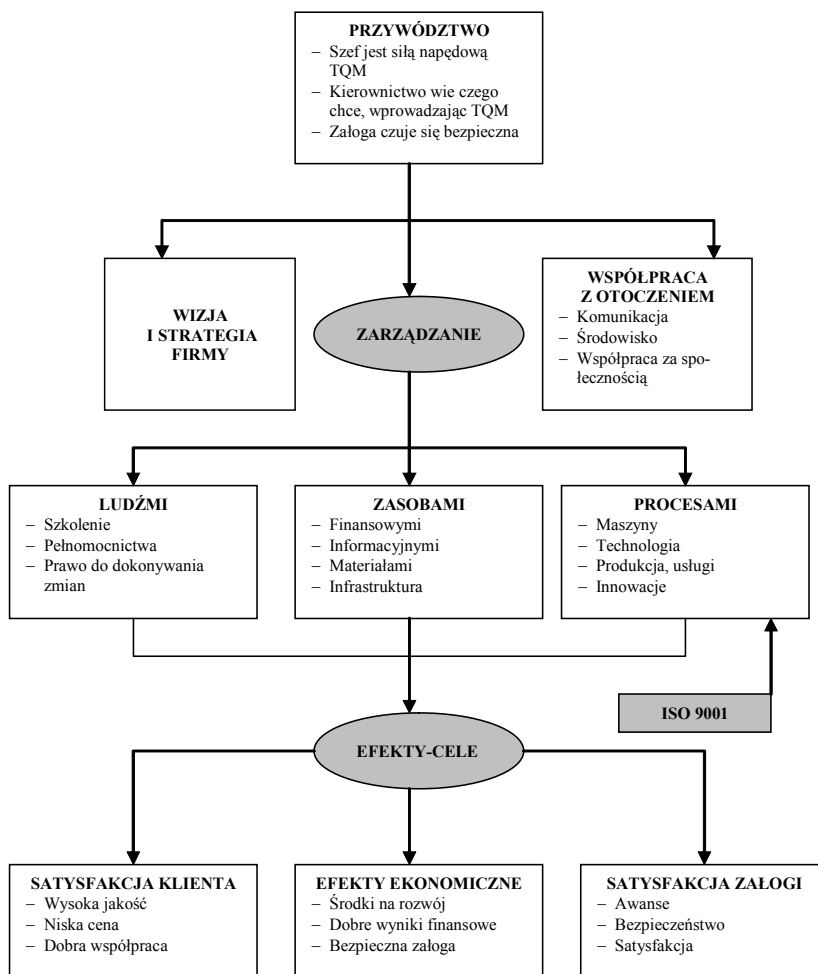 PRZYWÓDZTWO
– Szef jest siłą napędową
TQM
– Kierownictwo wie czego
chce, wprowadzając TQM
– Załoga czuje się bezpieczna
WIZJA
I STRATEGIA
FIRMY
ZARZĄDZANIE
WSPÓŁPRACA
Z OTOCZENIEM
– Komunikacja
– Środowisko
– Współpraca za spo-
łecznością
LUDŹMI
– Szkolenie
– Pełnomocnictwa
– Prawo do dokonywania
zmian
ZASOBAMI
– Finansowymi
– Informacyjnymi
– Materiałami
– Infrastruktura
PROCESAMI
– Maszyny
– Technologia
– Produkcja, usługi
– Innowacje
ISO 9001
EFEKTY-CELE
SATYSFAKCJA KLIENTA
– Wysoka jakość
– Niska cena
– Dobra współpraca
EFEKTY EKONOMICZNE
– Środki na rozwój
– Dobre wyniki finansowe
– Bezpieczna załoga
SATYSFAKCJA ZAŁOGI
– Awanse
– Bezpieczeństwo
– Satysfakcja